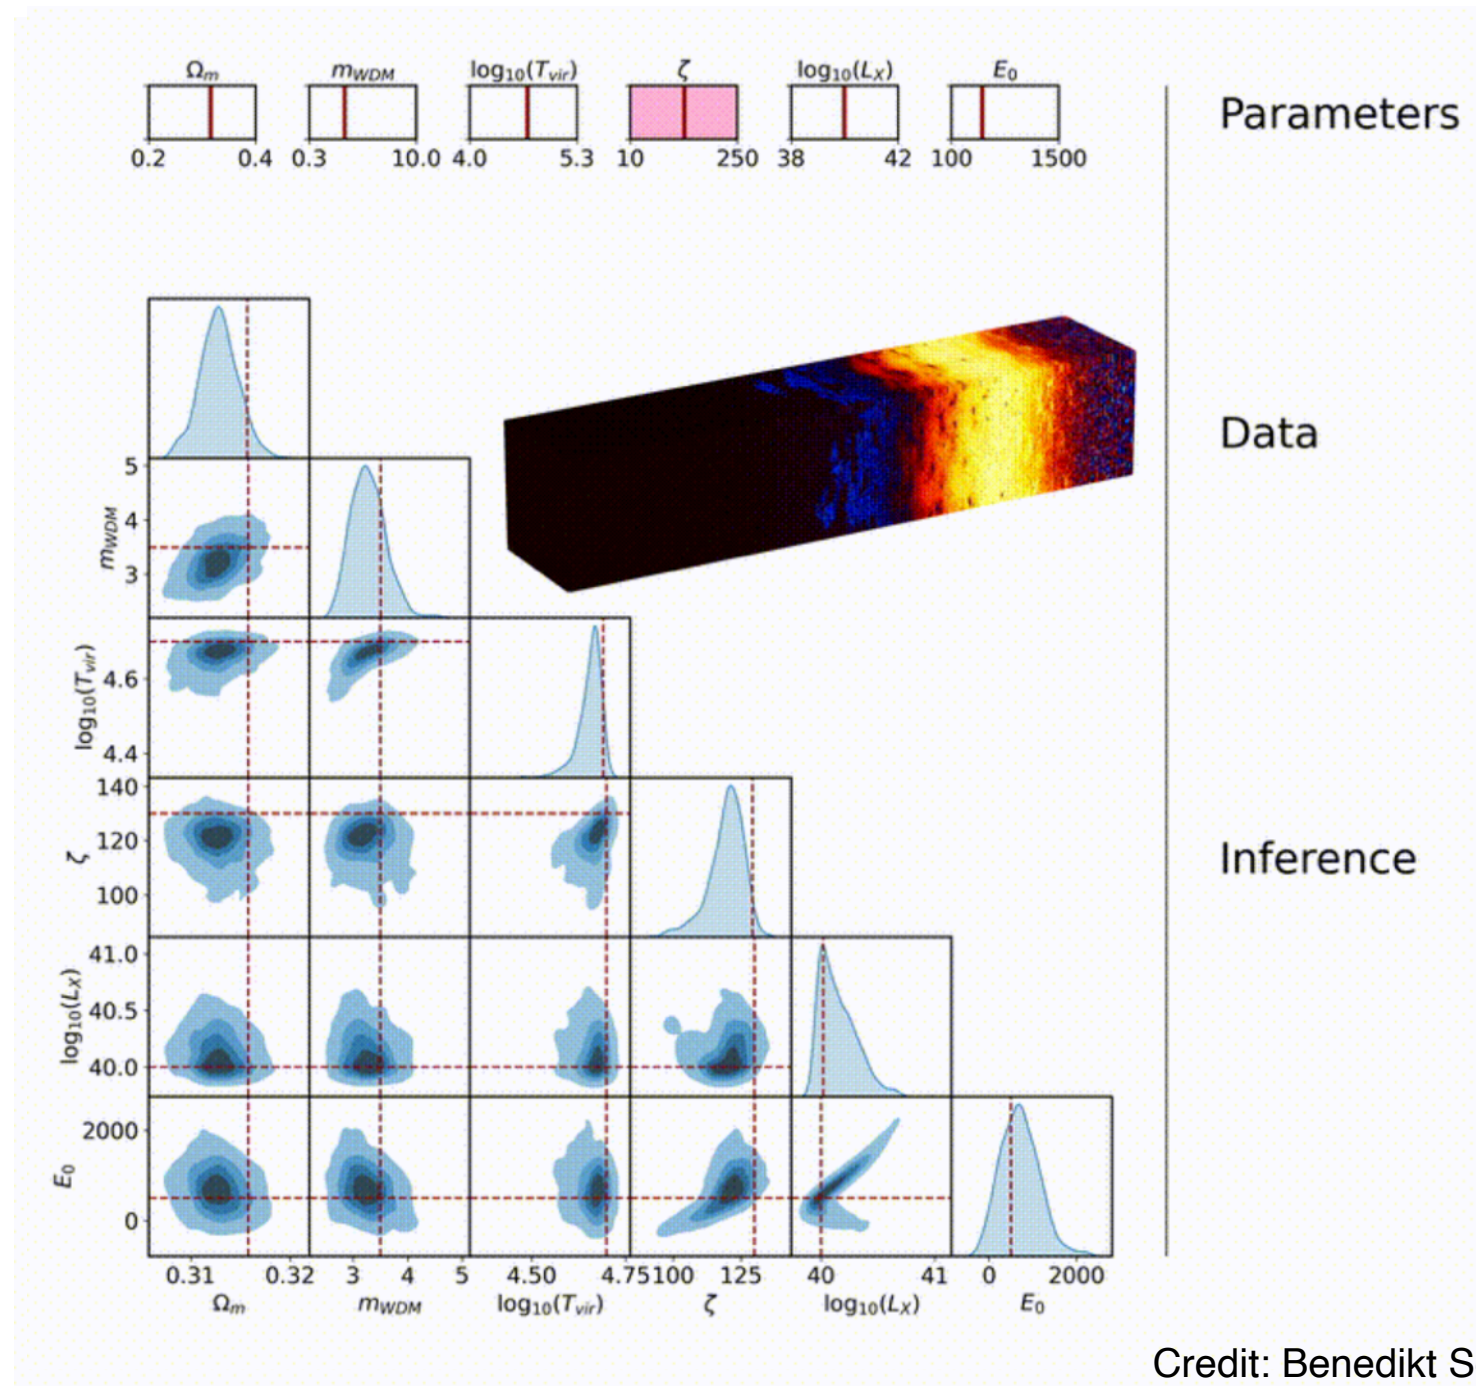 Ωm mWDM log10(Tvir) ζ log10(LX) E0
0.2 0.4 0.3 10.0 4.0 5.3 10 250 38 42 100 1500
Parameters
Data
5
4
3
mWDM
4.6
4.4
log10(Tvir)
140
120
100
ζ
Inference
41.0
40.5
40.0
log10(LX)
2000
0
E0
0.31 0.32 3 4 5 4.50 4.75 100 125 40 41 0 2000
Ωm mWDM log10(Tvir) ζ log10(LX) E0
Credit: Benedikt S